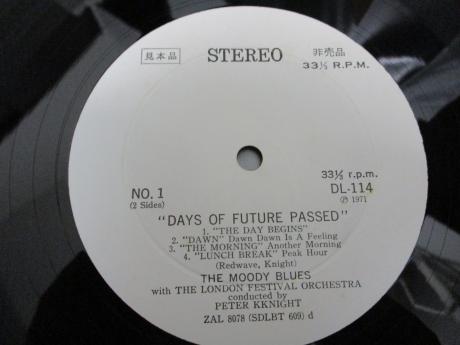 見本品 STEREO 非売品
33⅓ R.P.M.
33⅓ r.p.m.
NO. 1 DL-114
(2 Sides) Ⓟ 1971
"DAYS OF FUTURE PASSED"
1. "THE DAY BEGINS"
2. "DAWN" Dawn Dawn Is A Feeling
3. "THE MORNING" Another Morning
4. "LUNCH BREAK" Peak Hour
(Redwave, Knight)
THE MOODY BLUES
with THE LONDON FESTIVAL ORCHESTRA
conducted by
PETER KKNIGHT
ZAL 8078 (SDLBT 609) d